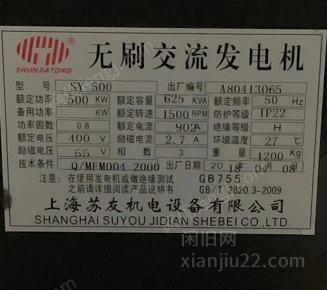 SHUNJIATONG
无刷交流发电机
型号 SY-500 出厂编号 A80413065
额定功率 500 KW 额定容量 625 KVA 额定频率 50 Hz
备用功率 KW 额定转速 1500 RPM 防护等级 IP22
功率因数 0.8 额定电流 902A 绝缘等级 H
额定电压 400 V 励磁电流 2.7 A 环境温度 27 ℃
励磁电压 55 V 相数 重量 1200 Kg
技术条件 Q/MFM004-2000 出厂日期 20 18 04 08
注: 在使用发电机或做绝缘测试 GB755
之前请详细阅读产品说明书 GB/T 2820.3-2009
上海苏友机电设备有限公司
SHANGHAI SUYOU JIDIAN SHEBEI CO.,LTD
闲旧网
xianjiu22.com